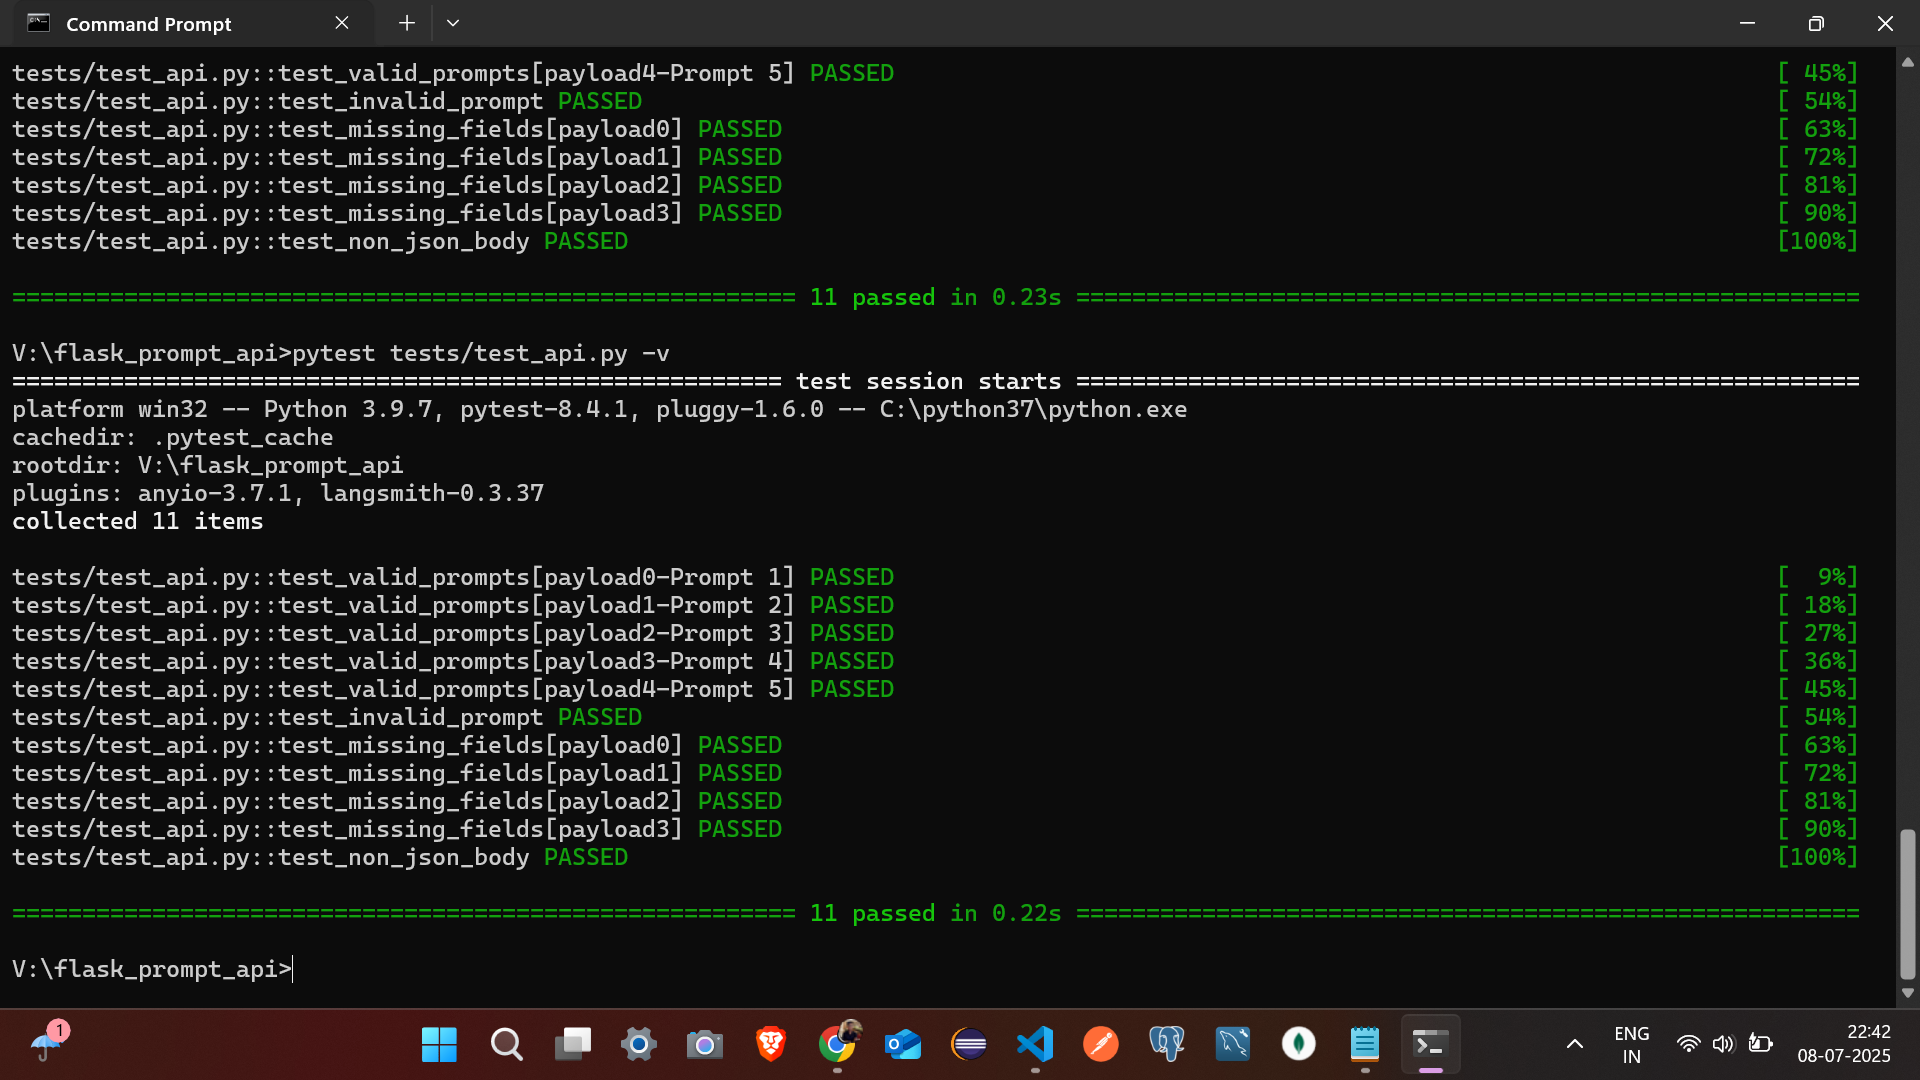 Command Prompt
tests/test_api.py::test_valid_prompts[payload4-Prompt 5] PASSED [ 45%]
tests/test_api.py::test_invalid_prompt PASSED [ 54%]
tests/test_api.py::test_missing_fields[payload0] PASSED [ 63%]
tests/test_api.py::test_missing_fields[payload1] PASSED [ 72%]
tests/test_api.py::test_missing_fields[payload2] PASSED [ 81%]
tests/test_api.py::test_missing_fields[payload3] PASSED [ 90%]
tests/test_api.py::test_non_json_body PASSED [100%]
======================================================== 11 passed in 0.23s ========================================================
V:\flask_prompt_api>pytest tests/test_api.py -v
======================================================= test session starts ========================================================
platform win32 -- Python 3.9.7, pytest-8.4.1, pluggy-1.6.0 -- C:\python37\python.exe
cachedir: .pytest_cache
rootdir: V:\flask_prompt_api
plugins: anyio-3.7.1, langsmith-0.3.37
collected 11 items
tests/test_api.py::test_valid_prompts[payload0-Prompt 1] PASSED [  9%]
tests/test_api.py::test_valid_prompts[payload1-Prompt 2] PASSED [ 18%]
tests/test_api.py::test_valid_prompts[payload2-Prompt 3] PASSED [ 27%]
tests/test_api.py::test_valid_prompts[payload3-Prompt 4] PASSED [ 36%]
tests/test_api.py::test_valid_prompts[payload4-Prompt 5] PASSED [ 45%]
tests/test_api.py::test_invalid_prompt PASSED [ 54%]
tests/test_api.py::test_missing_fields[payload0] PASSED [ 63%]
tests/test_api.py::test_missing_fields[payload1] PASSED [ 72%]
tests/test_api.py::test_missing_fields[payload2] PASSED [ 81%]
tests/test_api.py::test_missing_fields[payload3] PASSED [ 90%]
tests/test_api.py::test_non_json_body PASSED [100%]
======================================================== 11 passed in 0.22s ========================================================
V:\flask_prompt_api>
1
ENG
IN
22:42
08-07-2025